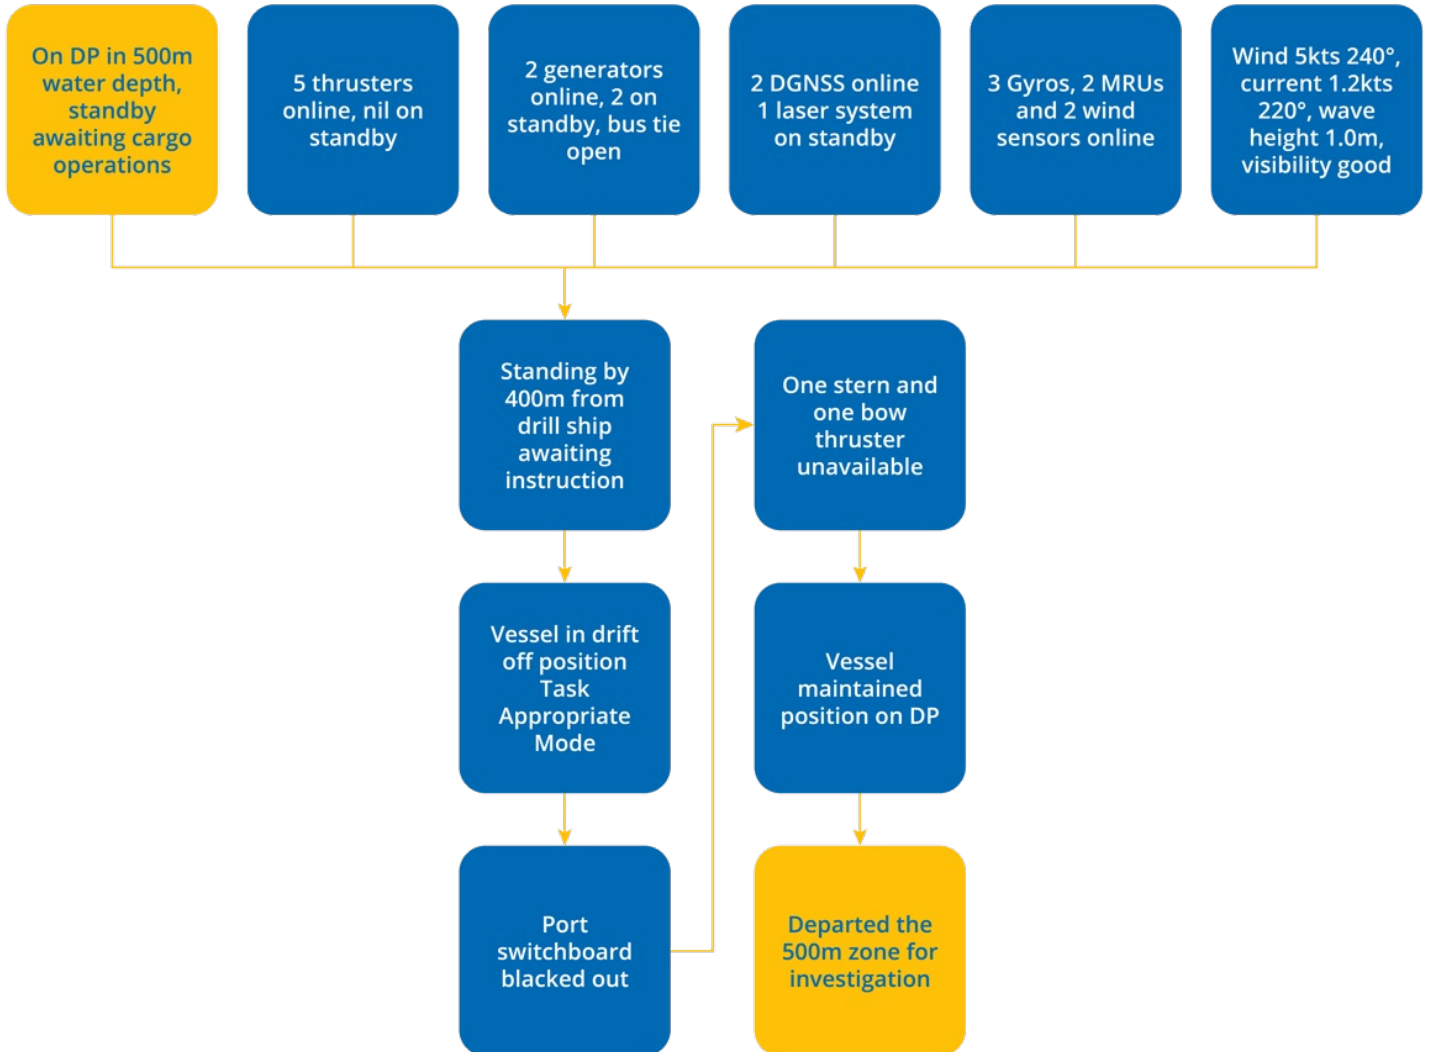 On DP in 500m
water depth,
standby
awaiting cargo
operations
5 thrusters
online, nil on
standby
2 generators
online, 2 on
standby, bus tie
open
2 DGNSS online
1 laser system
on standby
3 Gyros, 2 MRUs
and 2 wind
sensors online
Wind 5kts 240°,
current 1.2kts
220°, wave
height 1.0m,
visibility good
Standing by
400m from
drill ship
awaiting
instruction
Vessel in drift
off position
Task
Appropriate
Mode
Port
switchboard
blacked out
One stern and
one bow
thruster
unavailable
Vessel
maintained
position on DP
Departed the
500m zone for
investigation